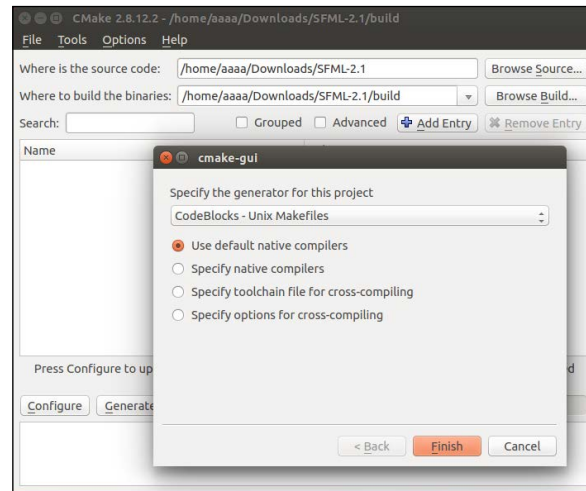 CMake 2.8.12.2 - /home/aaaa/Downloads/SFML-2.1/build
File Tools Options Help
Where is the source code: /home/aaaa/Downloads/SFML-2.1 Browse Source...
Where to build the binaries: /home/aaaa/Downloads/SFML-2.1/build Browse Build...
Search: Grouped Advanced Add Entry Remove Entry
Name
cmake-gui
Specify the generator for this project
CodeBlocks - Unix Makefiles
Use default native compilers
Specify native compilers
Specify toolchain file for cross-compiling
Specify options for cross-compiling
Press Configure to up
Configure Generate
< Back Finish Cancel